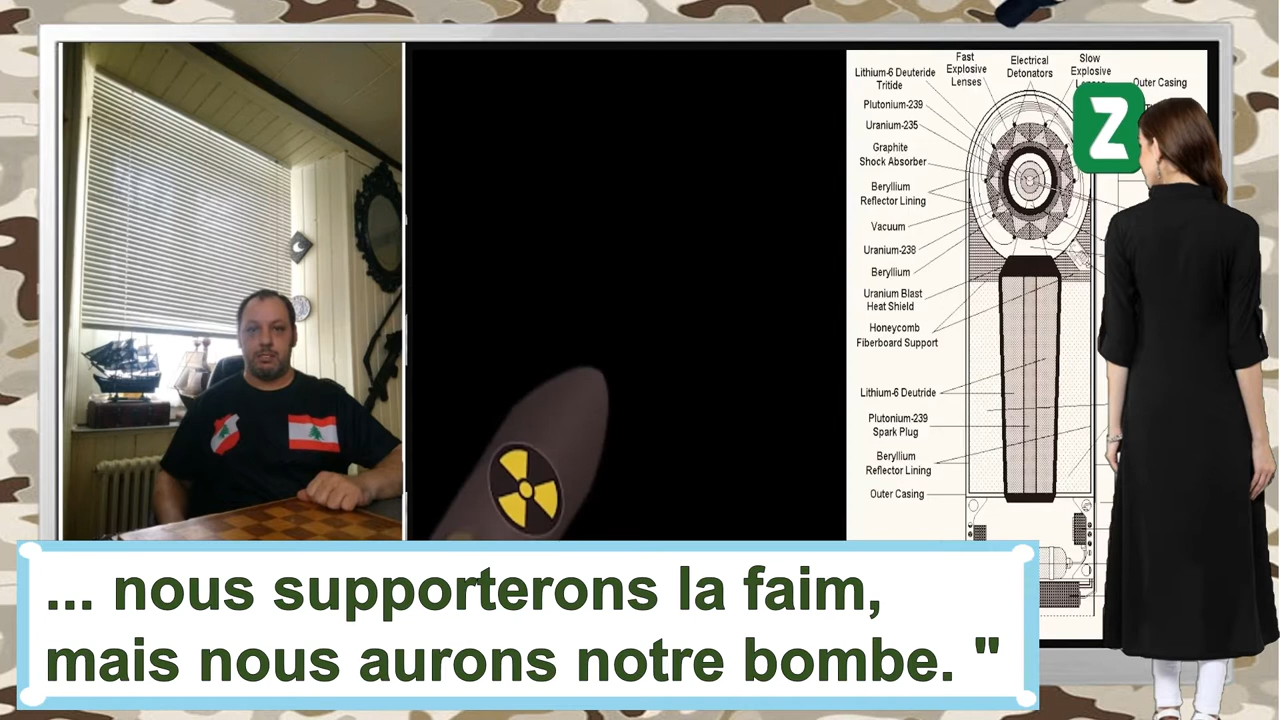 Fast
Explosive
Lenses
Electrical
Detonators
Slow
Explosive
Outer Casing
Lithium-6 Deuteride
Tritide
Plutonium-239
Uranium-235
Graphite
Shock Absorber
Beryllium
Reflector Lining
Vacuum
Uranium-238
Beryllium
Uranium Blast
Heat Shield
Honeycomb
Fiberboard Support
Lithium-6 Deutride
Plutonium-239
Spark Plug
Beryllium
Reflector Lining
Outer Casing
Z
... nous supporterons la faim,
mais nous aurons notre bombe. "